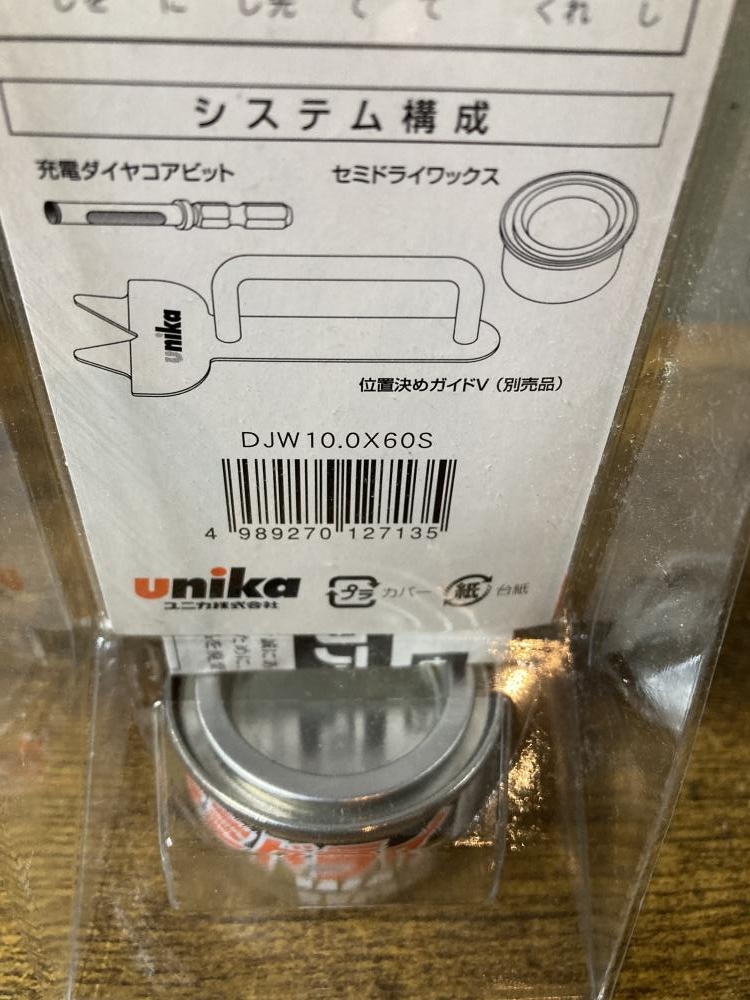 くれ し
システム構成
充電ダイヤコアビット
セミドライワックス
unika
位置決めガイドV（別売品）
DJW10.0X60S
4 989270 127135
unika
ユニカ株式会社
プラ カバー 紙 台紙